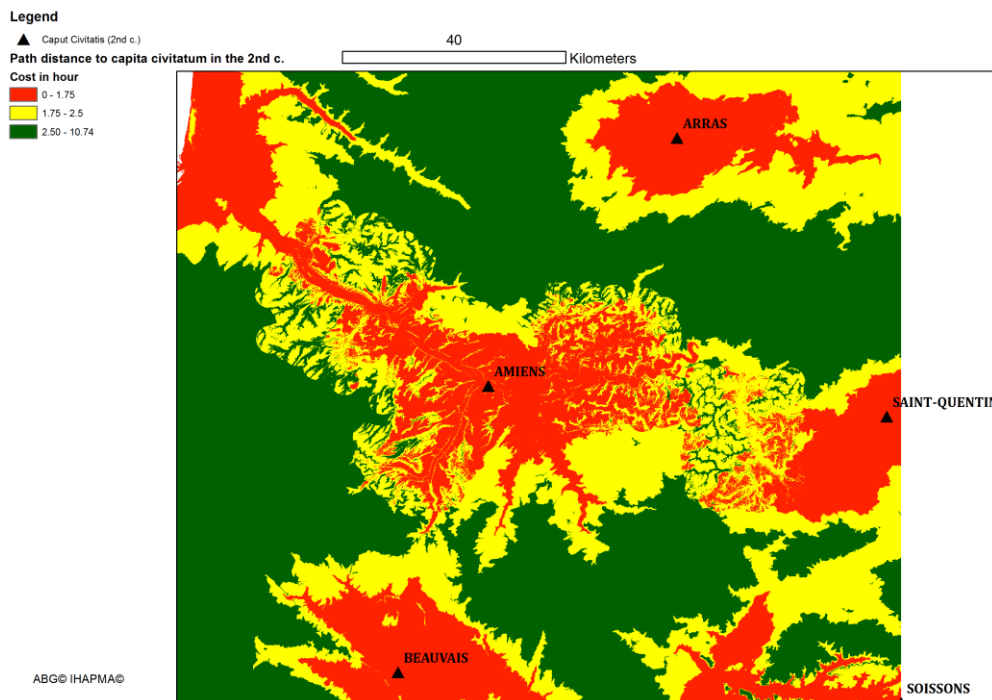 Legend
Caput Civitatis (2nd c.)
Path distance to capita civitatum in the 2nd c.
Cost in hour
0 - 1.75
1.75 - 2.5
2.50 - 10.74
40
Kilometers
ARRAS
AMIENS
SAINT-QUENTIN
BEAUVAIS
SOISSONS
ABG© IHAPMA©